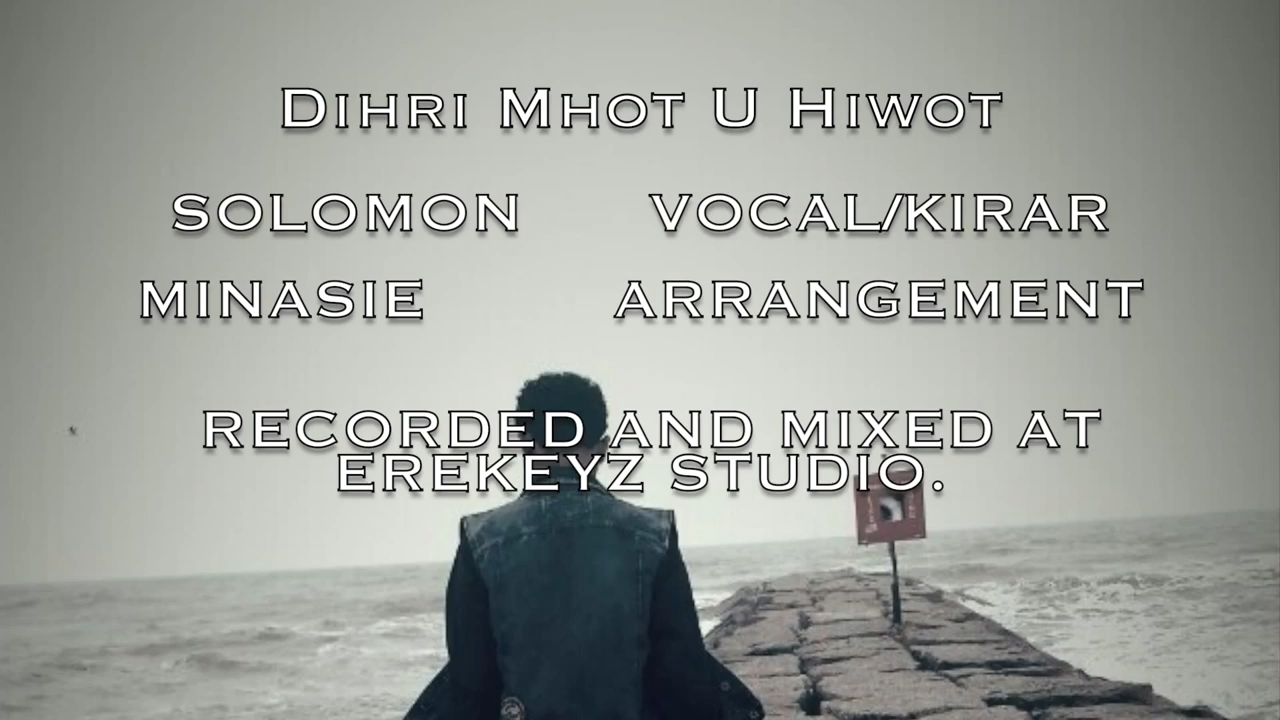 Dihri Mhot U Hiwot
SOLOMON VOCAL/KIRAR
MINASIE ARRANGEMENT
RECORDED AND MIXED AT
EREKEYZ STUDIO.